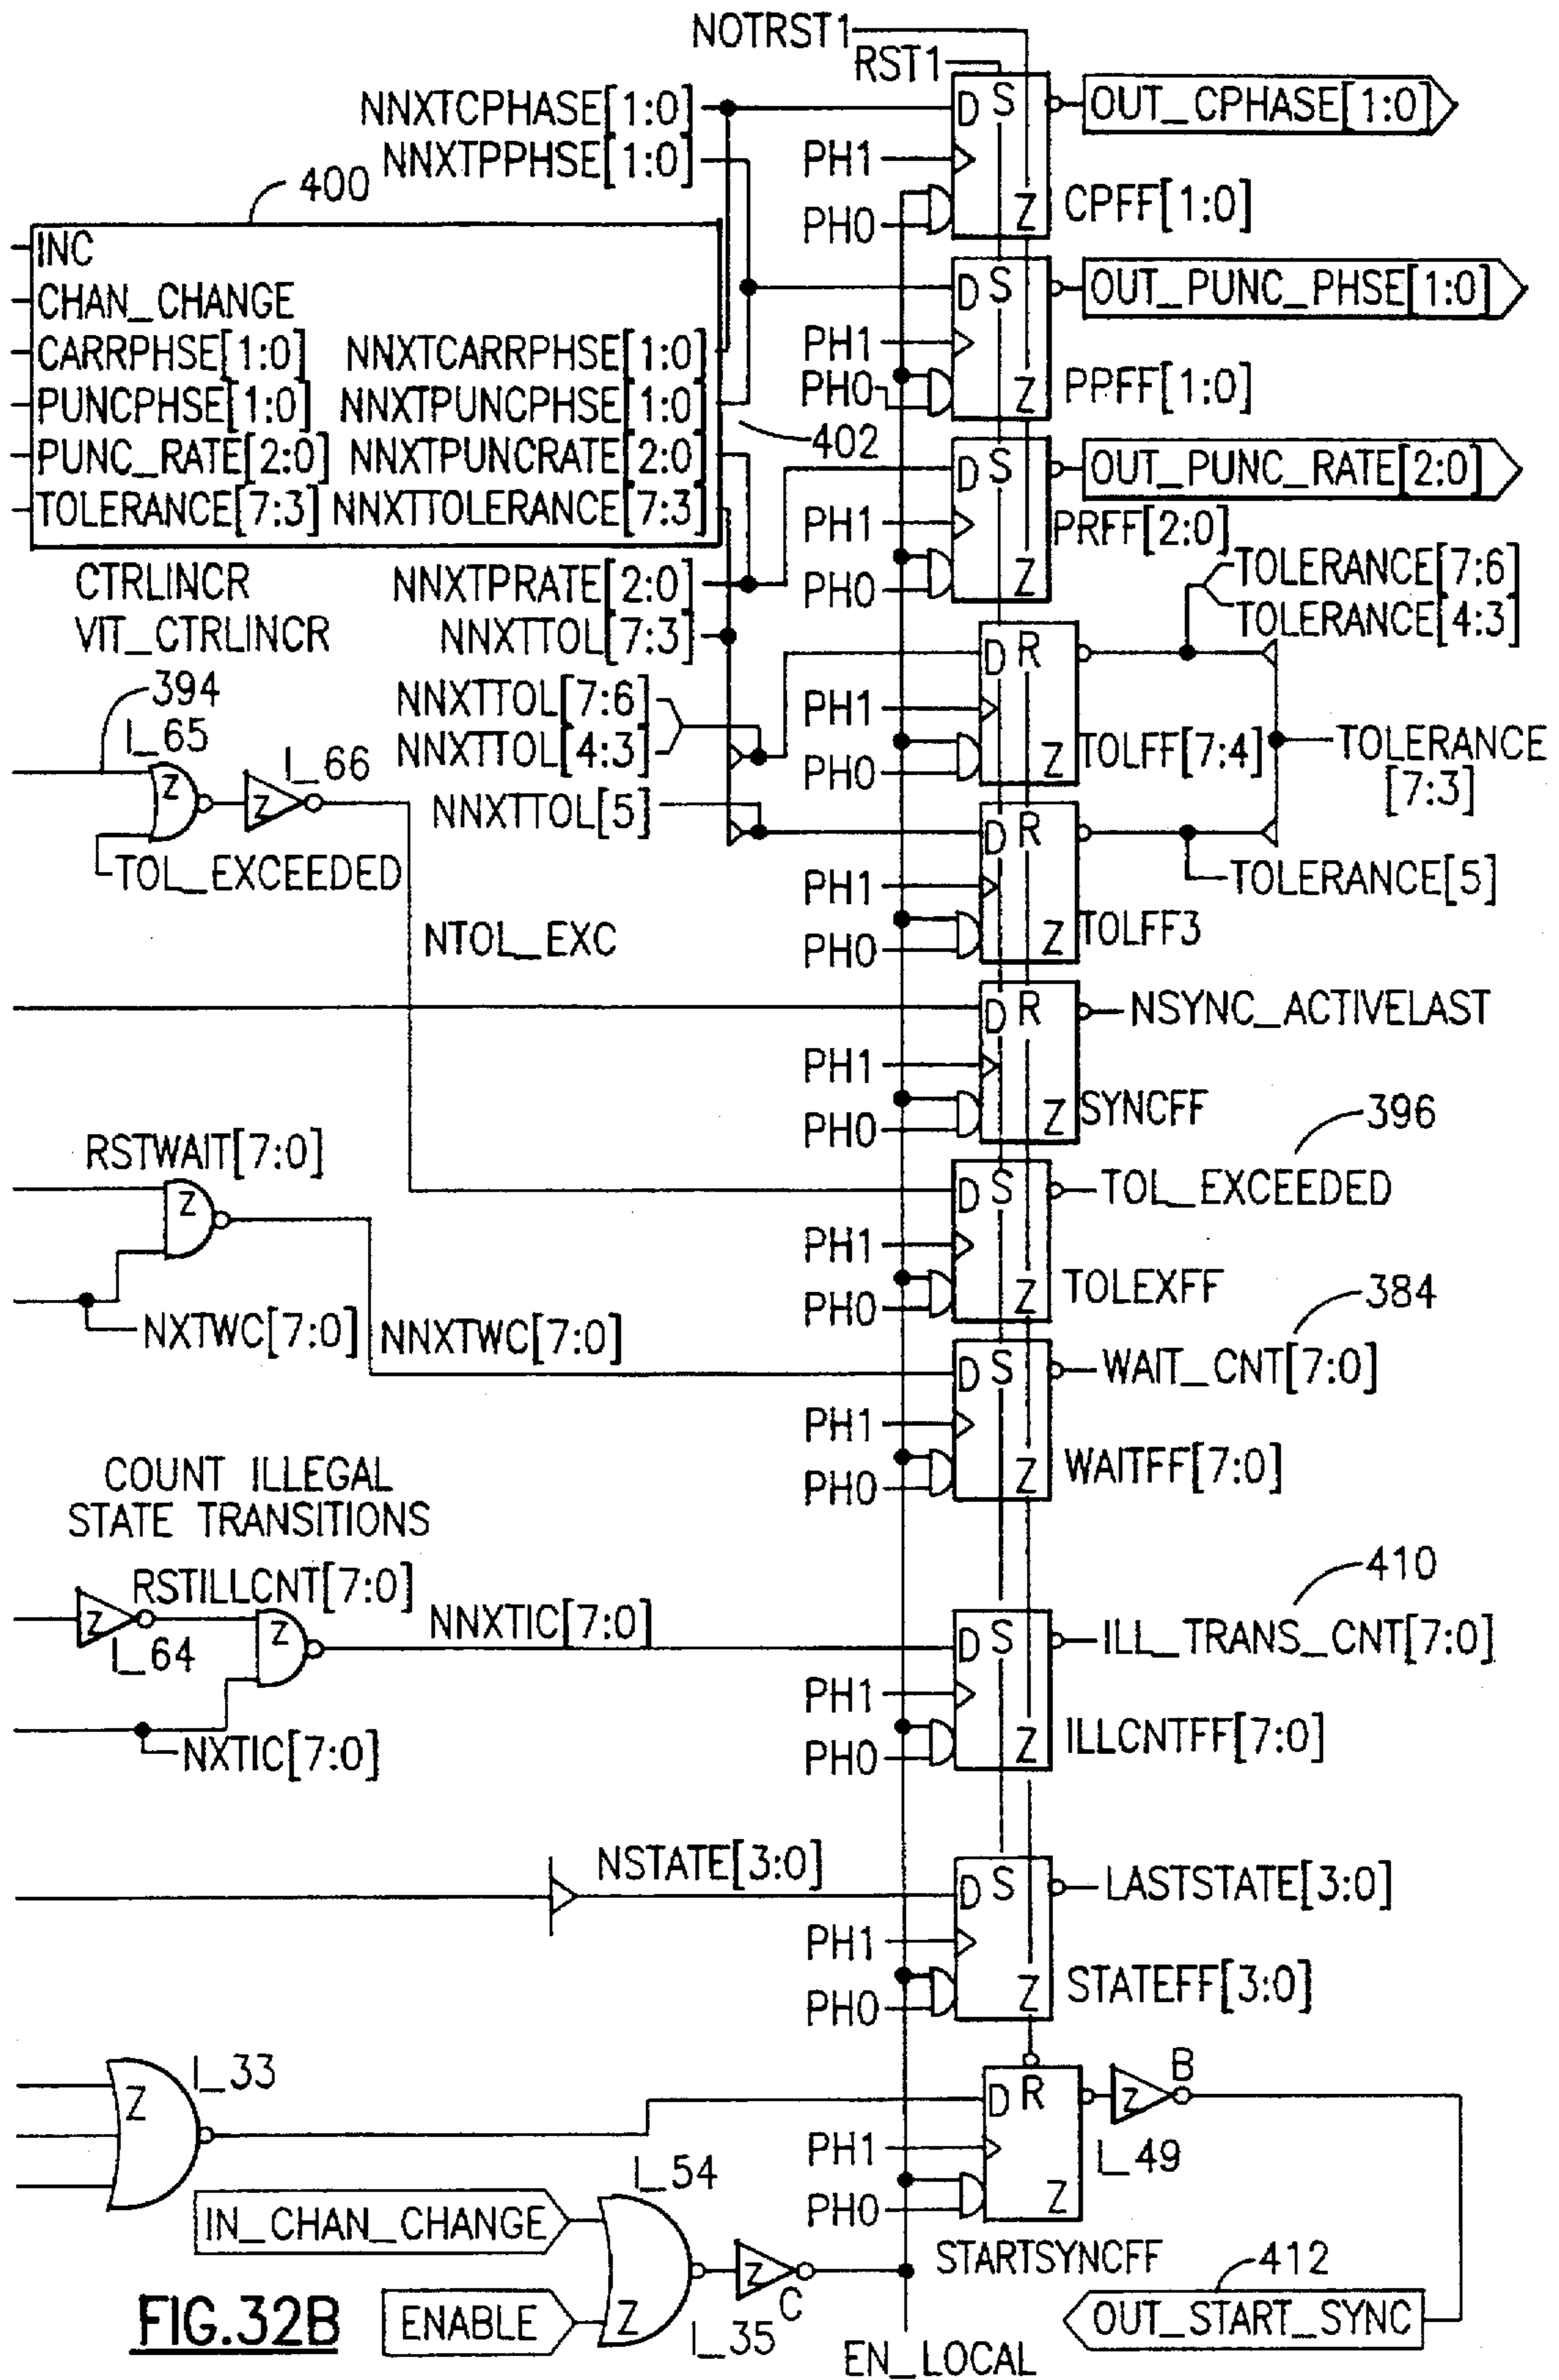 NOTRST1
RST1
NNXTCPHASE[1:0]
D S
OUT_CPHASE[1:0]
NNXTPPHSE[1:0]
PH1
400
PH0
Z
CPFF[1:0]
INC
CHAN_CHANGE
D S
OUT_PUNC_PHSE[1:0]
CARRPHSE[1:0] NNXTCARRPHSE[1:0]
PH1
PUNCPHSE[1:0] NNXTPUNCPHSE[1:0]
PH0
Z
PPFF[1:0]
402
PUNC_RATE[2:0] NNXTPUNCRATE[2:0]
D S
OUT_PUNC_RATE[2:0]
TOLERANCE[7:3] NNXTTOLERANCE[7:3]
PH1
PRFF[2:0]
CTRLINCR
NNXTPRATE[2:0]
PH0
Z
TOLERANCE[7:6]
VIT_CTRLINCR
NNXTTOL[7:3]
TOLERANCE[4:3]
D R
394
NNXTTOL[7:6]
PH1
I_65
NNXTTOL[4:3]
PH0
Z
TOLFF[7:4]
TOLERANCE
[7:3]
I_66
Z
Z
NNXTTOL[5]
D R
TOL_EXCEEDED
PH1
TOLERANCE[5]
NTOL_EXC
PH0
Z
TOLFF3
D R
NSYNC_ACTIVELAST
PH1
PH0
Z
SYNCFF
396
RSTWAIT[7:0]
Z
D S
TOL_EXCEEDED
PH1
PH0
Z
TOLEXFF
384
NXTWC[7:0]
NNXTWC[7:0]
D S
WAIT_CNT[7:0]
PH1
PH0
Z
WAITFF[7:0]
COUNT ILLEGAL
STATE TRANSITIONS
410
RSTILLCNT[7:0]
Z
I_64
Z
NNXTIC[7:0]
D S
ILL_TRANS_CNT[7:0]
PH1
PH0
Z
ILLCNTFF[7:0]
NXTIC[7:0]
NSTATE[3:0]
D S
LASTSTATE[3:0]
PH1
PH0
Z
STATEFF[3:0]
I_33
Z
D R
Z
B
PH1
I_49
I_54
PH0
Z
IN_CHAN_CHANGE
STARTSYNCFF
412
Z
C
ENABLE
Z
I_35
OUT_START_SYNC
FIG.32B
EN_LOCAL